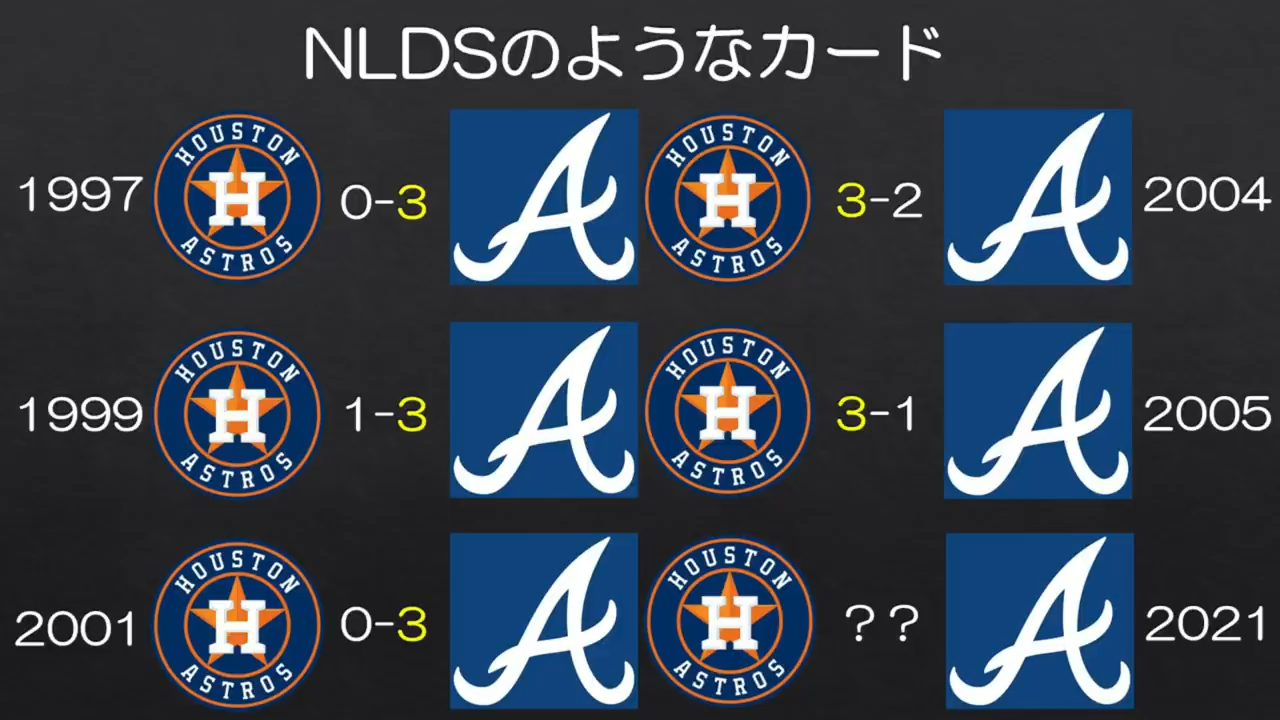 NLDSのようなカード
1997 HOUSTON ASTROS H 0-3 A HOUSTON ASTROS H 3-2 A 2004
1999 HOUSTON ASTROS H 1-3 A HOUSTON ASTROS H 3-1 A 2005
2001 HOUSTON ASTROS H 0-3 A HOUSTON ASTROS H ?? A 2021